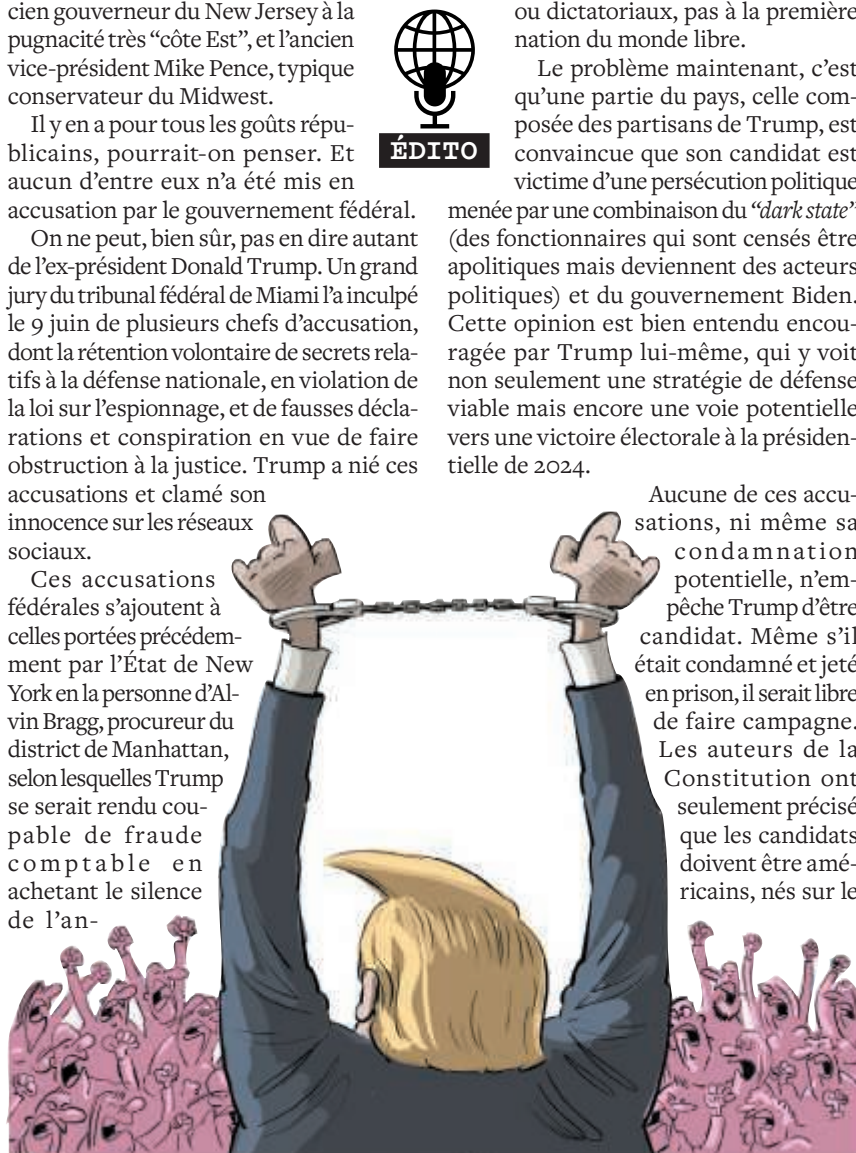 cien gouverneur du New Jersey à la
pugnacité très “côte Est”, et l’ancien
vice-président Mike Pence, typique
conservateur du Midwest.
Il y en a pour tous les goûts répu-
blicains, pourrait-on penser. Et
aucun d’entre eux n’a été mis en
accusation par le gouvernement fédéral.
On ne peut, bien sûr, pas en dire autant
de l’ex-président Donald Trump. Un grand
jury du tribunal fédéral de Miami l’a inculpé
le 9 juin de plusieurs chefs d’accusation,
dont la rétention volontaire de secrets rela-
tifs à la défense nationale, en violation de
la loi sur l’espionnage, et de fausses décla-
rations et conspiration en vue de faire
obstruction à la justice. Trump a nié ces
accusations et clamé son
innocence sur les réseaux
sociaux.
Ces accusations
fédérales s’ajoutent à
celles portées précédem-
ment par l’État de New
York en la personne d’Al-
vin Bragg, procureur du
district de Manhattan,
selon lesquelles Trump
se serait rendu cou-
pable de fraude
comptable en
achetant le silence
de l’an-
ÉDITO
ou dictatoriaux, pas à la première
nation du monde libre.
Le problème maintenant, c’est
qu’une partie du pays, celle com-
posée des partisans de Trump, est
convaincue que son candidat est
victime d’une persécution politique
menée par une combinaison du “dark state”
(des fonctionnaires qui sont censés être
apolitiques mais deviennent des acteurs
politiques) et du gouvernement Biden.
Cette opinion est bien entendu encou-
ragée par Trump lui-même, qui y voit
non seulement une stratégie de défense
viable mais encore une voie potentielle
vers une victoire électorale à la présiden-
tielle de 2024.
Aucune de ces accu-
sations, ni même sa
condamnation
potentielle, n’em-
pêche Trump d’être
candidat. Même s’il
était condamné et jeté
en prison, il serait libre
de faire campagne.
Les auteurs de la
Constitution ont
seulement précisé
que les candidats
doivent être amé-
ricains, nés sur le